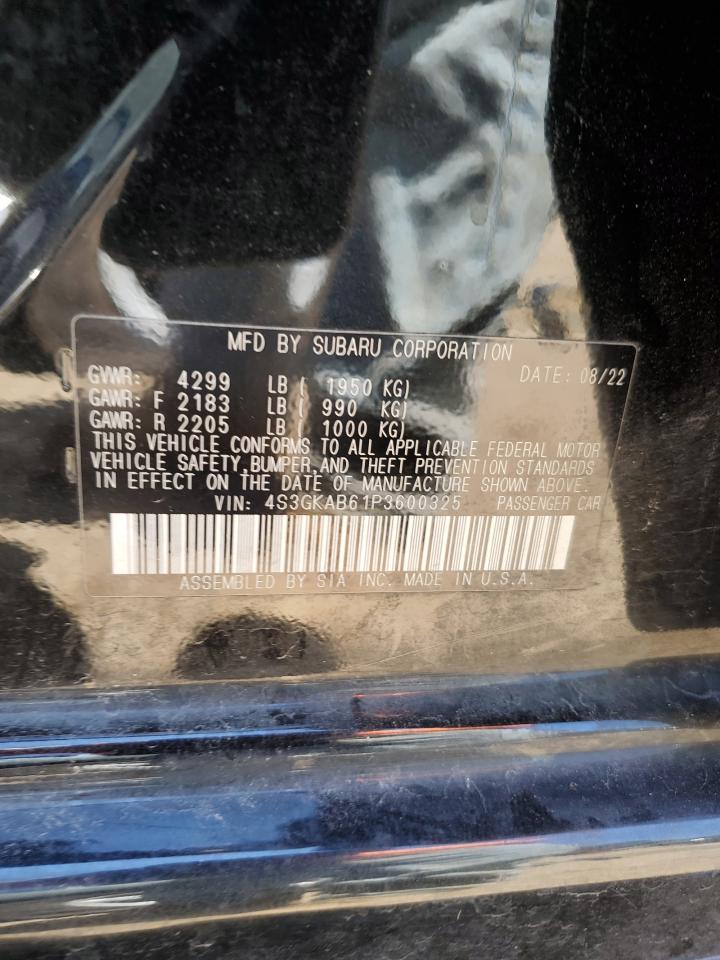 MFD BY SUBARU CORPORATION
DATE: 08/22
GVWR: 4299 LB ( 1950 KG)
GAWR: F 2183 LB ( 990 KG)
GAWR: R 2205 LB ( 1000 KG)
THIS VEHICLE CONFORMS TO ALL APPLICABLE FEDERAL MOTOR
VEHICLE SAFETY, BUMPER, AND THEFT PREVENTION STANDARDS
IN EFFECT ON THE DATE OF MANUFACTURE SHOWN ABOVE.
VIN: 4S3GKAB61P3600325 PASSENGER CAR
ASSEMBLED BY SIA INC. MADE IN U.S.A.